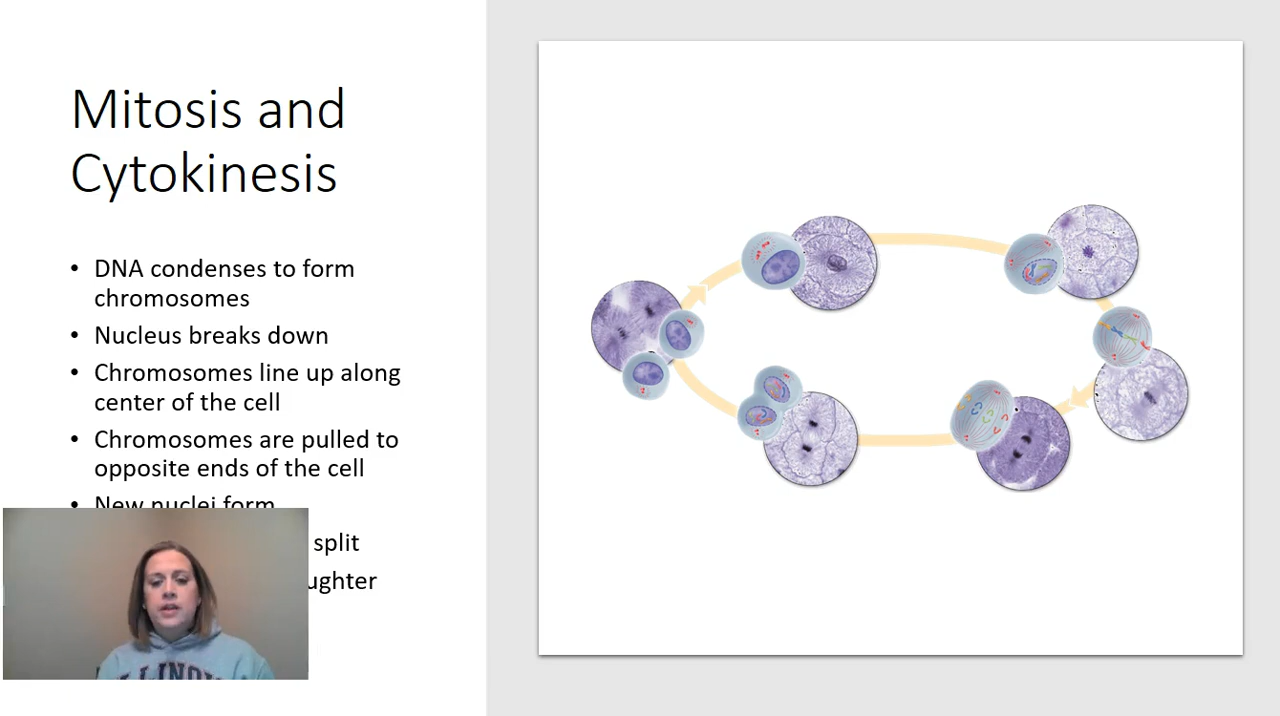 Mitosis and
Cytokinesis
• DNA condenses to form
chromosomes
• Nucleus breaks down
• Chromosomes line up along
center of the cell
• Chromosomes are pulled to
opposite ends of the cell
• New nuclei form
split
ughter
ILLINOI